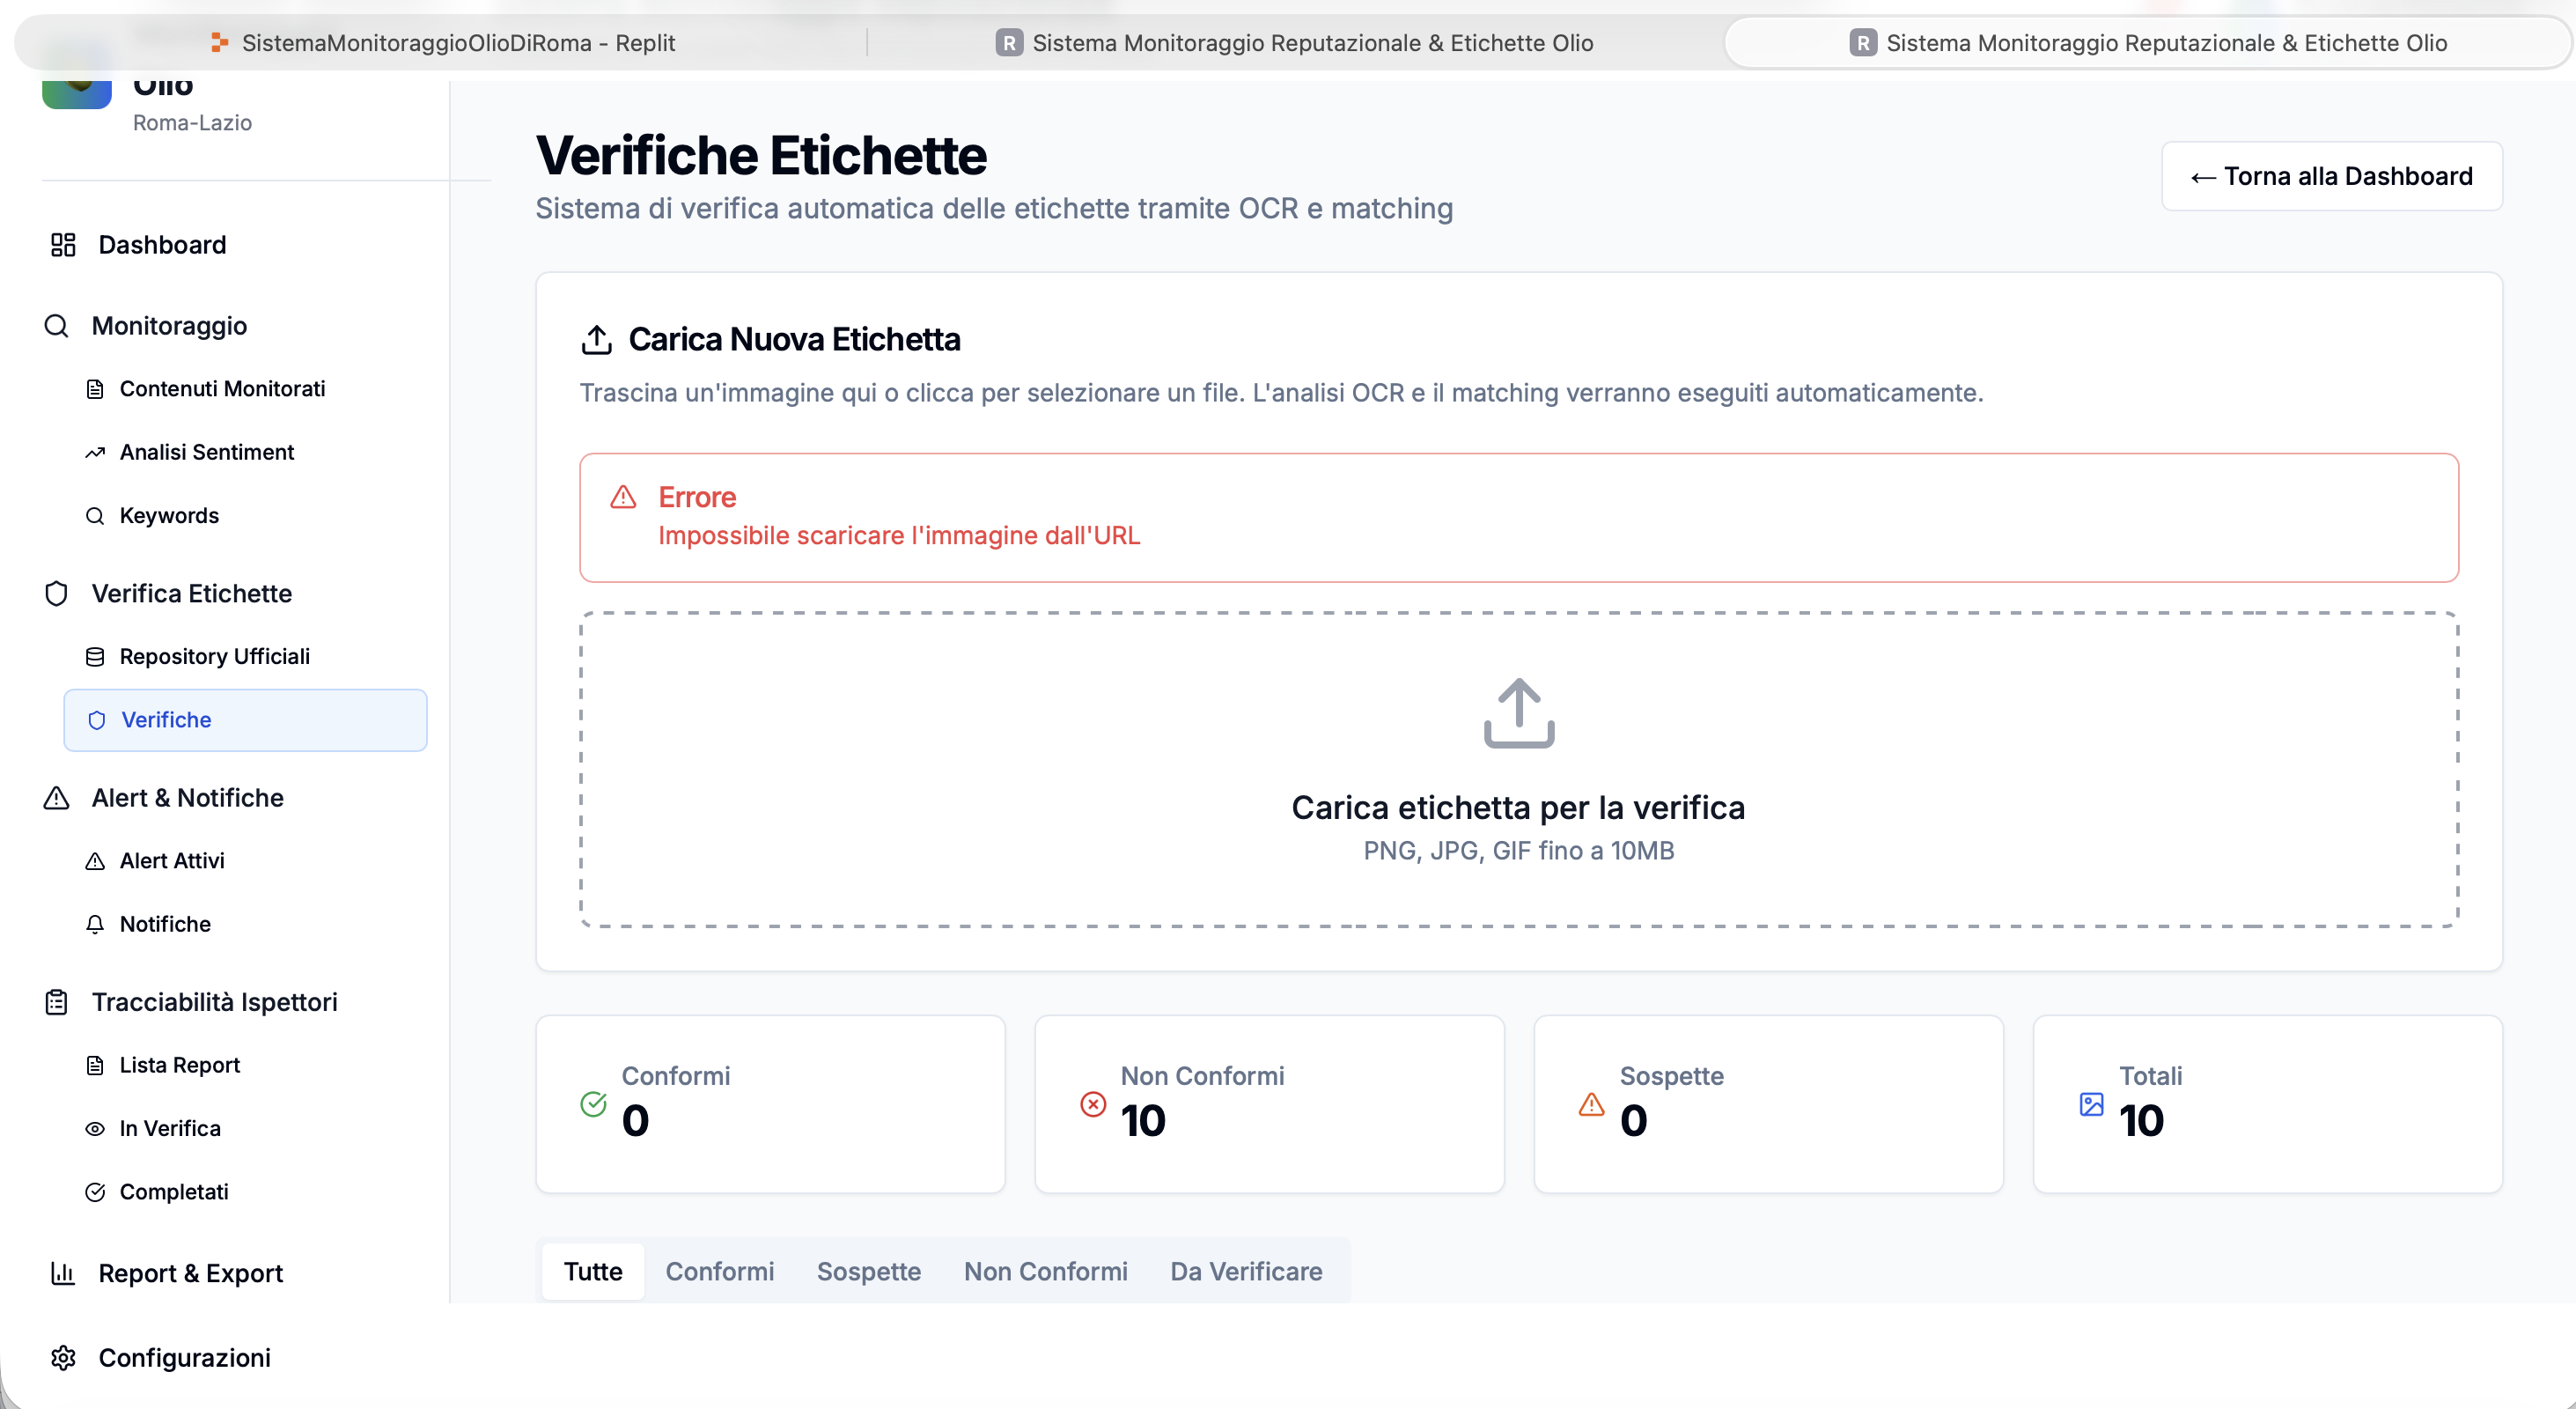 SistemaMonitoraggioOlioDiRoma - Replit
R Sistema Monitoraggio Reputazionale & Etichette Olio
R Sistema Monitoraggio Reputazionale & Etichette Olio
Olio
Roma-Lazio
Dashboard
Monitoraggio
Contenuti Monitorati
Analisi Sentiment
Keywords
Verifica Etichette
Repository Ufficiali
Verifiche
Alert & Notifiche
Alert Attivi
Notifiche
Tracciabilità Ispettori
Lista Report
In Verifica
Completati
Report & Export
Configurazioni
Verifiche Etichette
Sistema di verifica automatica delle etichette tramite OCR e matching
← Torna alla Dashboard
Carica Nuova Etichetta
Trascina un'immagine qui o clicca per selezionare un file. L'analisi OCR e il matching verranno eseguiti automaticamente.
Errore
Impossibile scaricare l'immagine dall'URL
Carica etichetta per la verifica
PNG, JPG, GIF fino a 10MB
Conformi
0
Non Conformi
10
Sospette
0
Totali
10
Tutte Conformi Sospette Non Conformi Da Verificare